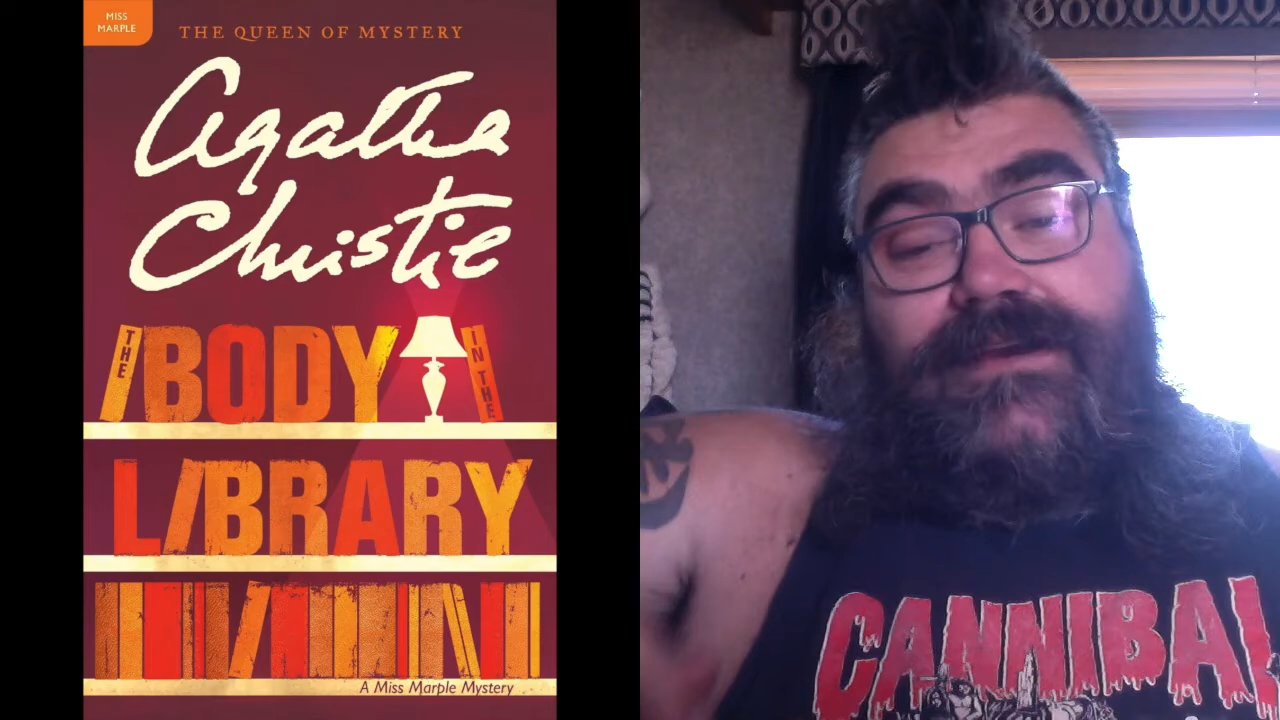 MISS
MARPLE
THE QUEEN OF MYSTERY
Agatha
Christie
THE BODY IN THE
LIBRARY
A Miss Marple Mystery
CANNIBAL